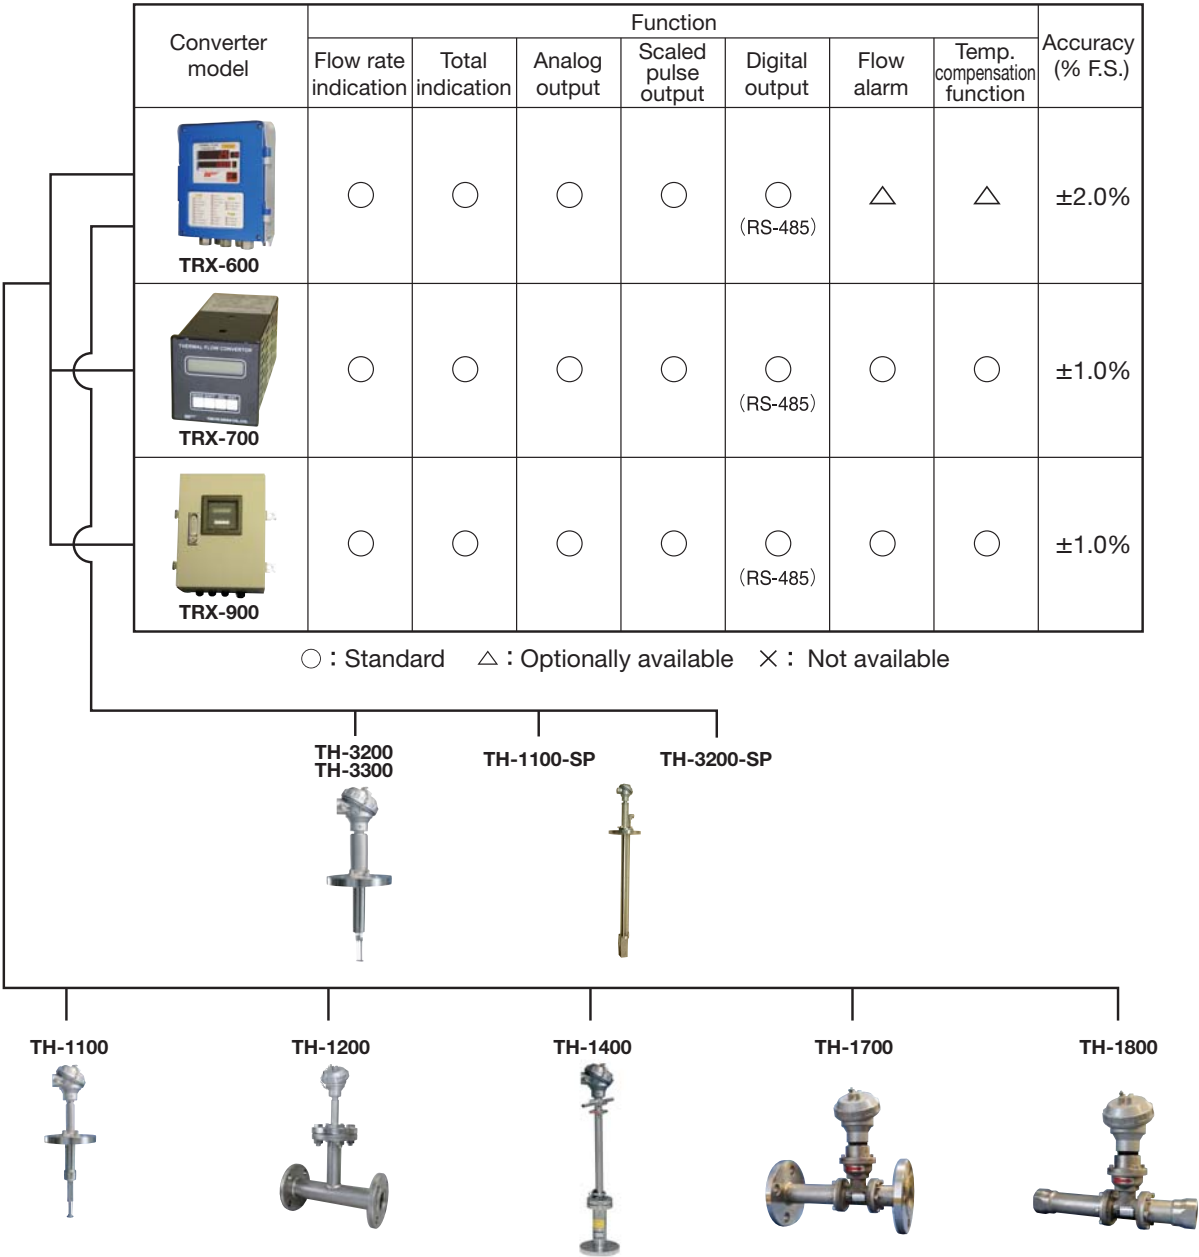 Converter
model
Function
Flow rate
indication
Total
indication
Analog
output
Scaled
pulse
output
Digital
output
Flow
alarm
Temp.
compensation
function
Accuracy
(% F.S.)
TRX-600
○ ○ ○ ○ ○ △ △ ±2.0%
(RS-485)
THERMAL FLOW CONVERTOR
TRX-700
○ ○ ○ ○ ○ ○ ○ ±1.0%
(RS-485)
TRX-900
○ ○ ○ ○ ○ ○ ○ ±1.0%
(RS-485)
○ : Standard △ : Optionally available × : Not available
TH-3200
TH-3300
TH-1100-SP
TH-3200-SP
TH-1100
TH-1200
TH-1400
TH-1700
TH-1800